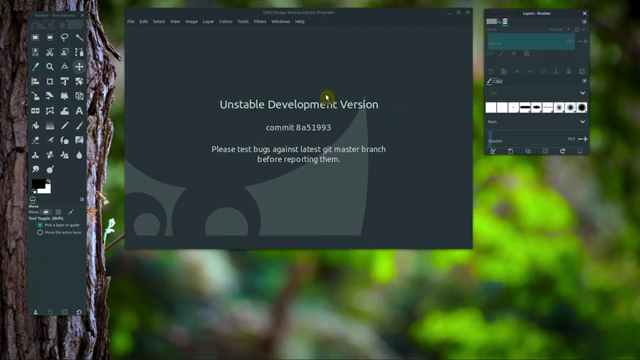 Toolbox - Tool Options
GNU Image Manipulation Program
Layers - Brushes
File Edit Select View Image Layer Colors Tools Filters Windows Help
Unstable Development Version
commit 8a51993
Please test bugs against latest git master branch
before reporting them.
Move
Move:
Tool Toggle (Shift)
Pick a layer or guide
Move the active layer